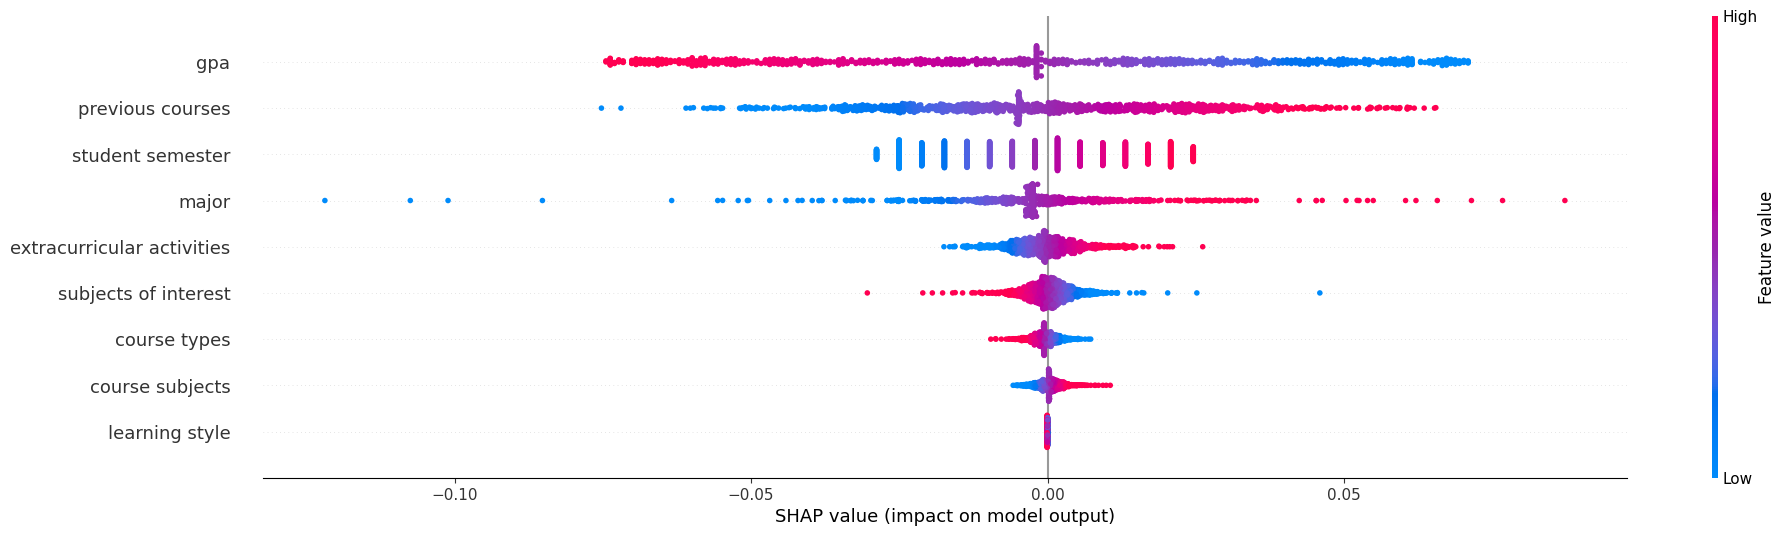 High
gpa
previous courses
student semester
major
extracurricular activities
subjects of interest
course types
course subjects
learning style
Feature value
Low
−0.10
−0.05
0.00
0.05
SHAP value (impact on model output)